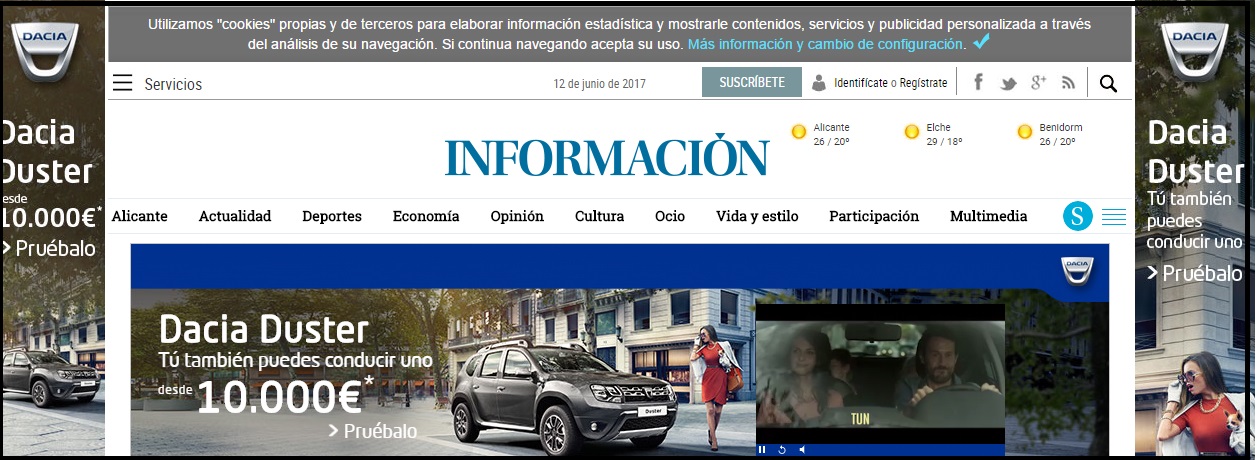 DACIA
Dacia
Duster
esde
10.000€*
> Pruébalo
Utilizamos "cookies" propias y de terceros para elaborar información estadística y mostrarle contenidos, servicios y publicidad personalizada a través
del análisis de su navegación. Si continua navegando acepta su uso. Más información y cambio de configuración.
Servicios
12 de junio de 2017
SUSCRÍBETE
Identifícate o Regístrate
f
g+
INFORMACIÓN
Alicante
26 / 20º
Elche
29 / 18º
Benidorm
26 / 20º
Alicante Actualidad Deportes Economía Opinión Cultura Ocio Vida y estilo Participación Multimedia S
DACIA
Dacia Duster
Tú también puedes conducir uno
desde 10.000€*
> Pruébalo
Duster
TUN
DACIA
Dacia
Duster
Tú también
puedes
conducir uno
> Pruébalo